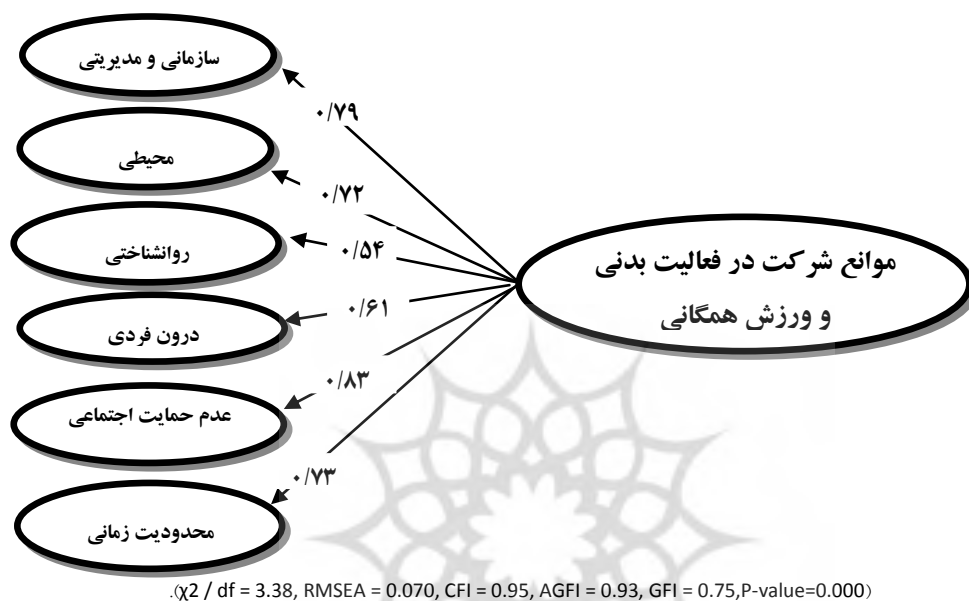 سازمانی و مدیریتی
۰/۷۹
محیطی
۰/۷۲
روانشناختی
۰/۵۴
موانع شرکت در فعالیت بدنی
و ورزش همگانی
درون فردی
۰/۶۱
عدم حمایت اجتماعی
۰/۸۳
محدودیت زمانی
۰/۷۳
.(χ2 / df = 3.38, RMSEA = 0.070, CFI = 0.95, AGFI = 0.93, GFI = 0.75,P-value=0.000)